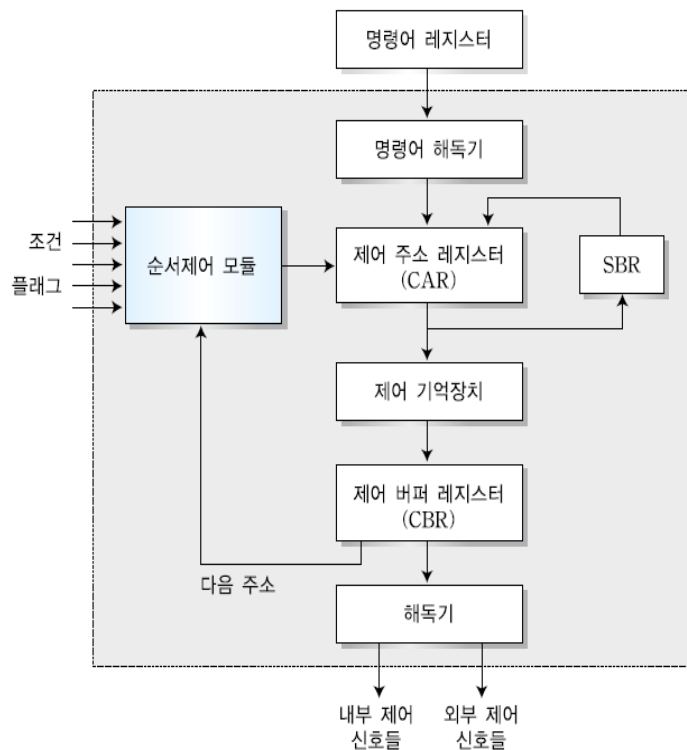 명령어 레지스터
명령어 해독기
조건
플래그
순서제어 모듈
제어 주소 레지스터
(CAR)
SBR
제어 기억장치
제어 버퍼 레지스터
(CBR)
다음 주소
해독기
내부 제어
신호들
외부 제어
신호들